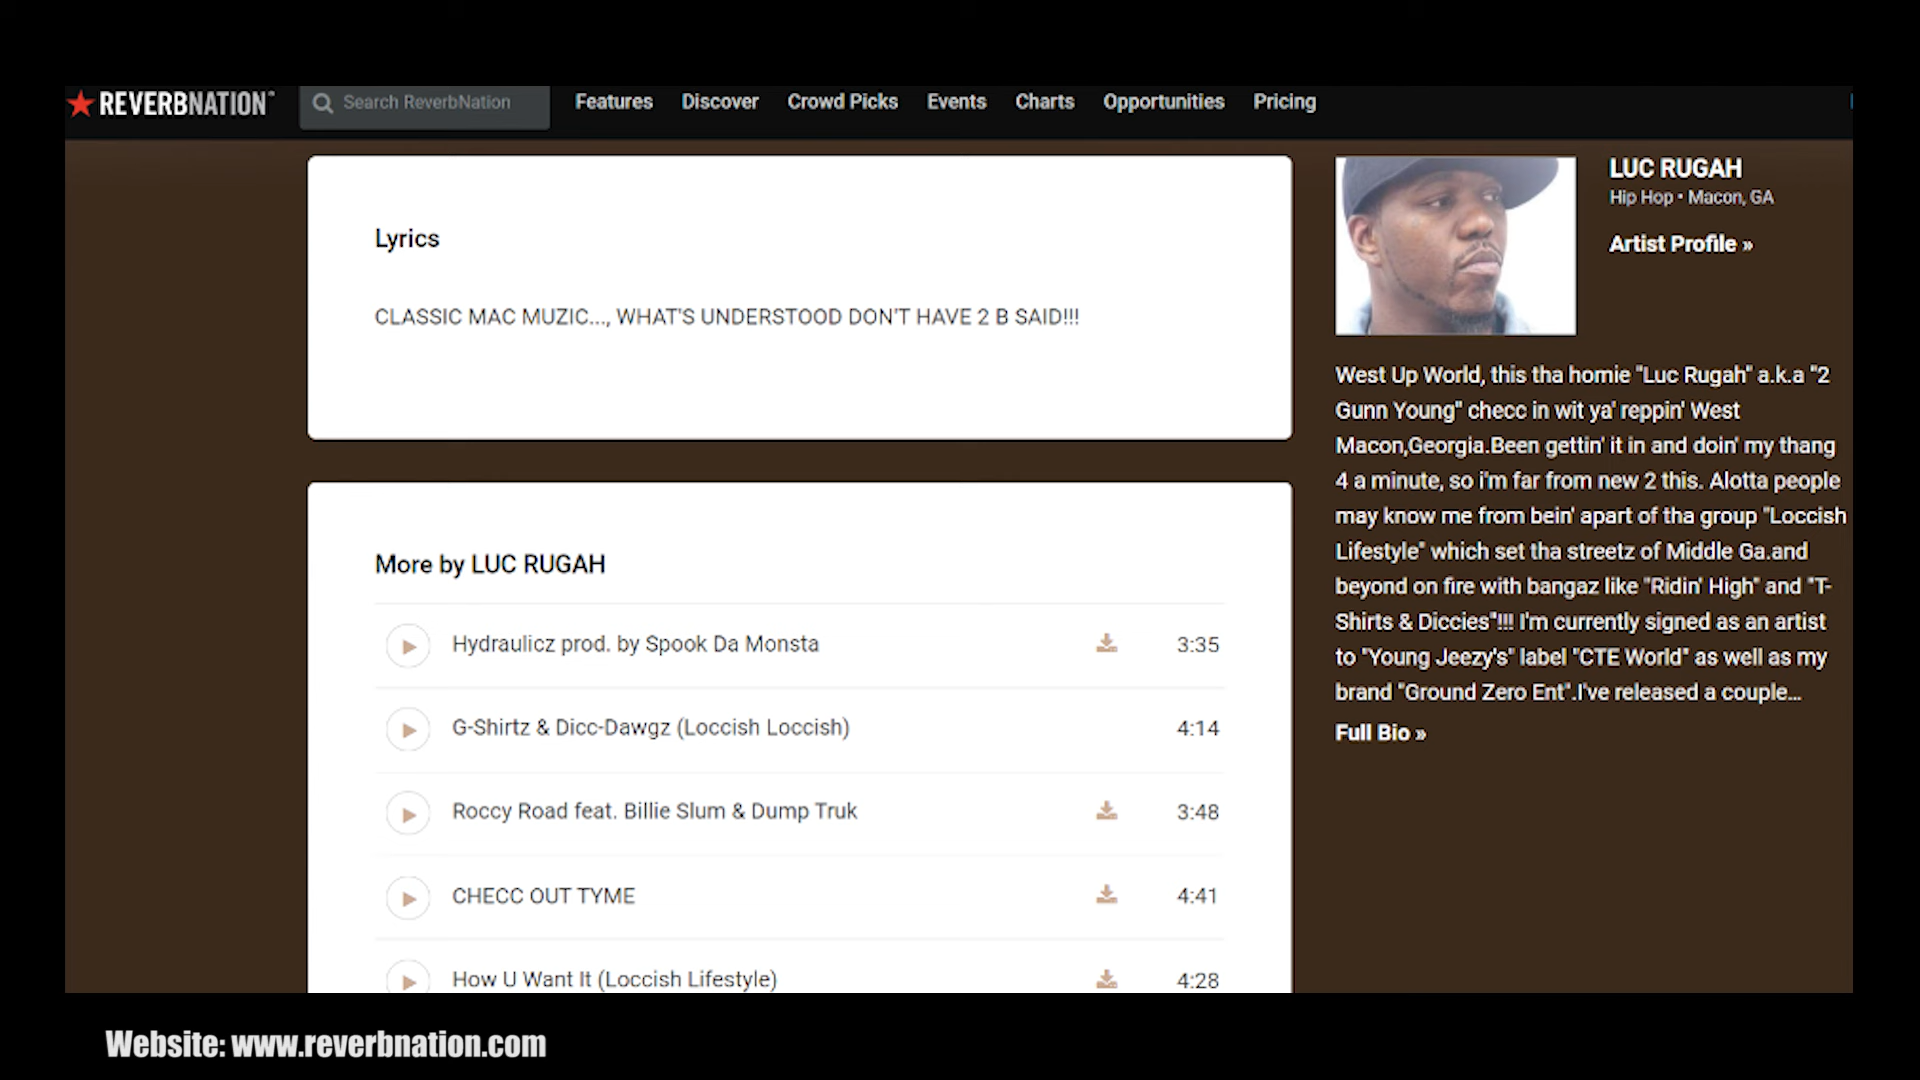 REVERBNATION
Search ReverbNation
Features
Discover
Crowd Picks
Events
Charts
Opportunities
Pricing
Lyrics
CLASSIC MAC MUZIC..., WHAT'S UNDERSTOOD DON'T HAVE 2 B SAID!!!
More by LUC RUGAH
Hydraulicz prod. by Spook Da Monsta 3:35
G-Shirtz & Dicc-Dawgz (Loccish Loccish) 4:14
Roccy Road feat. Billie Slum & Dump Truk 3:48
CHECC OUT TYME 4:41
How U Want It (Loccish Lifestyle) 4:28
LUC RUGAH
Hip Hop • Macon, GA
Artist Profile »
West Up World, this tha homie "Luc Rugah" a.k.a "2
Gunn Young" checc in wit ya' reppin' West
Macon,Georgia.Been gettin' it in and doin' my thang
4 a minute, so i'm far from new 2 this. Alotta people
may know me from bein' apart of tha group "Loccish
Lifestyle" which set tha streetz of Middle Ga.and
beyond on fire with bangaz like "Ridin' High" and "T-
Shirts & Diccies"!!! I'm currently signed as an artist
to "Young Jeezy's" label "CTE World" as well as my
brand "Ground Zero Ent".I've released a couple...
Full Bio »
Website: www.reverbnation.com